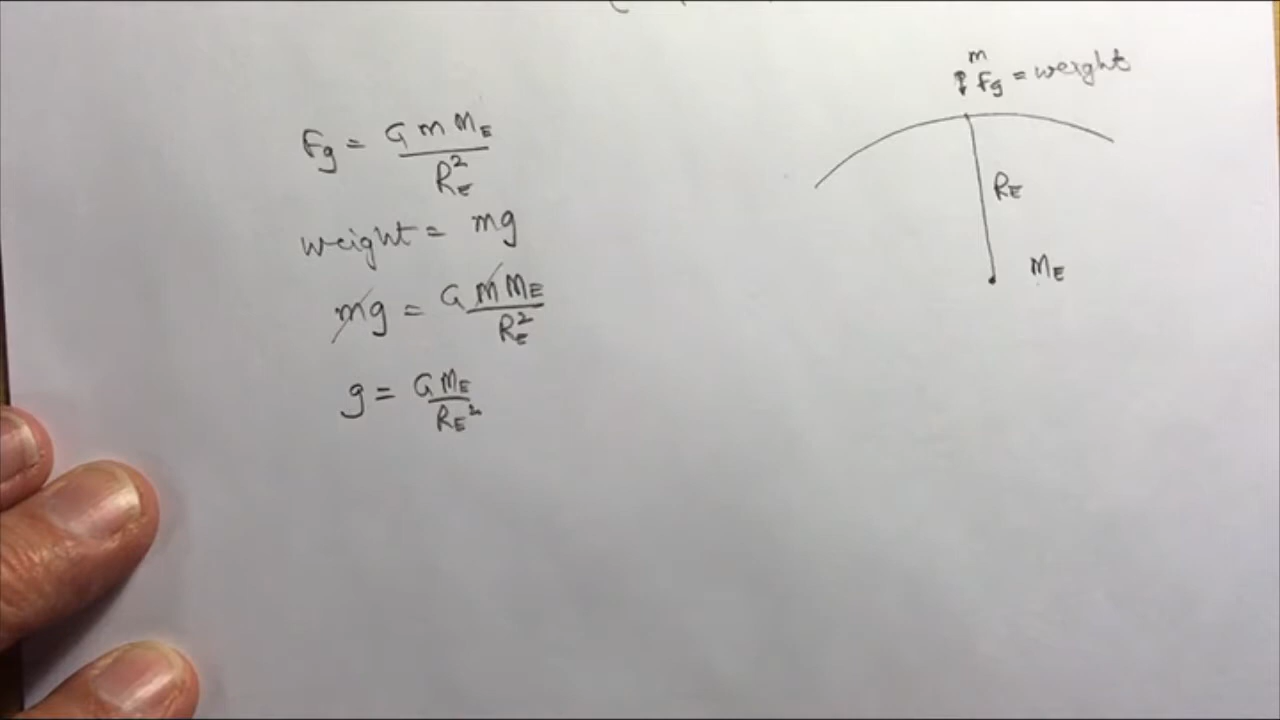 Fg = G m ME / RE²
weight = mg
mg = G m ME / RE²
g = G ME / RE²
m
Fg = weight
RE
ME